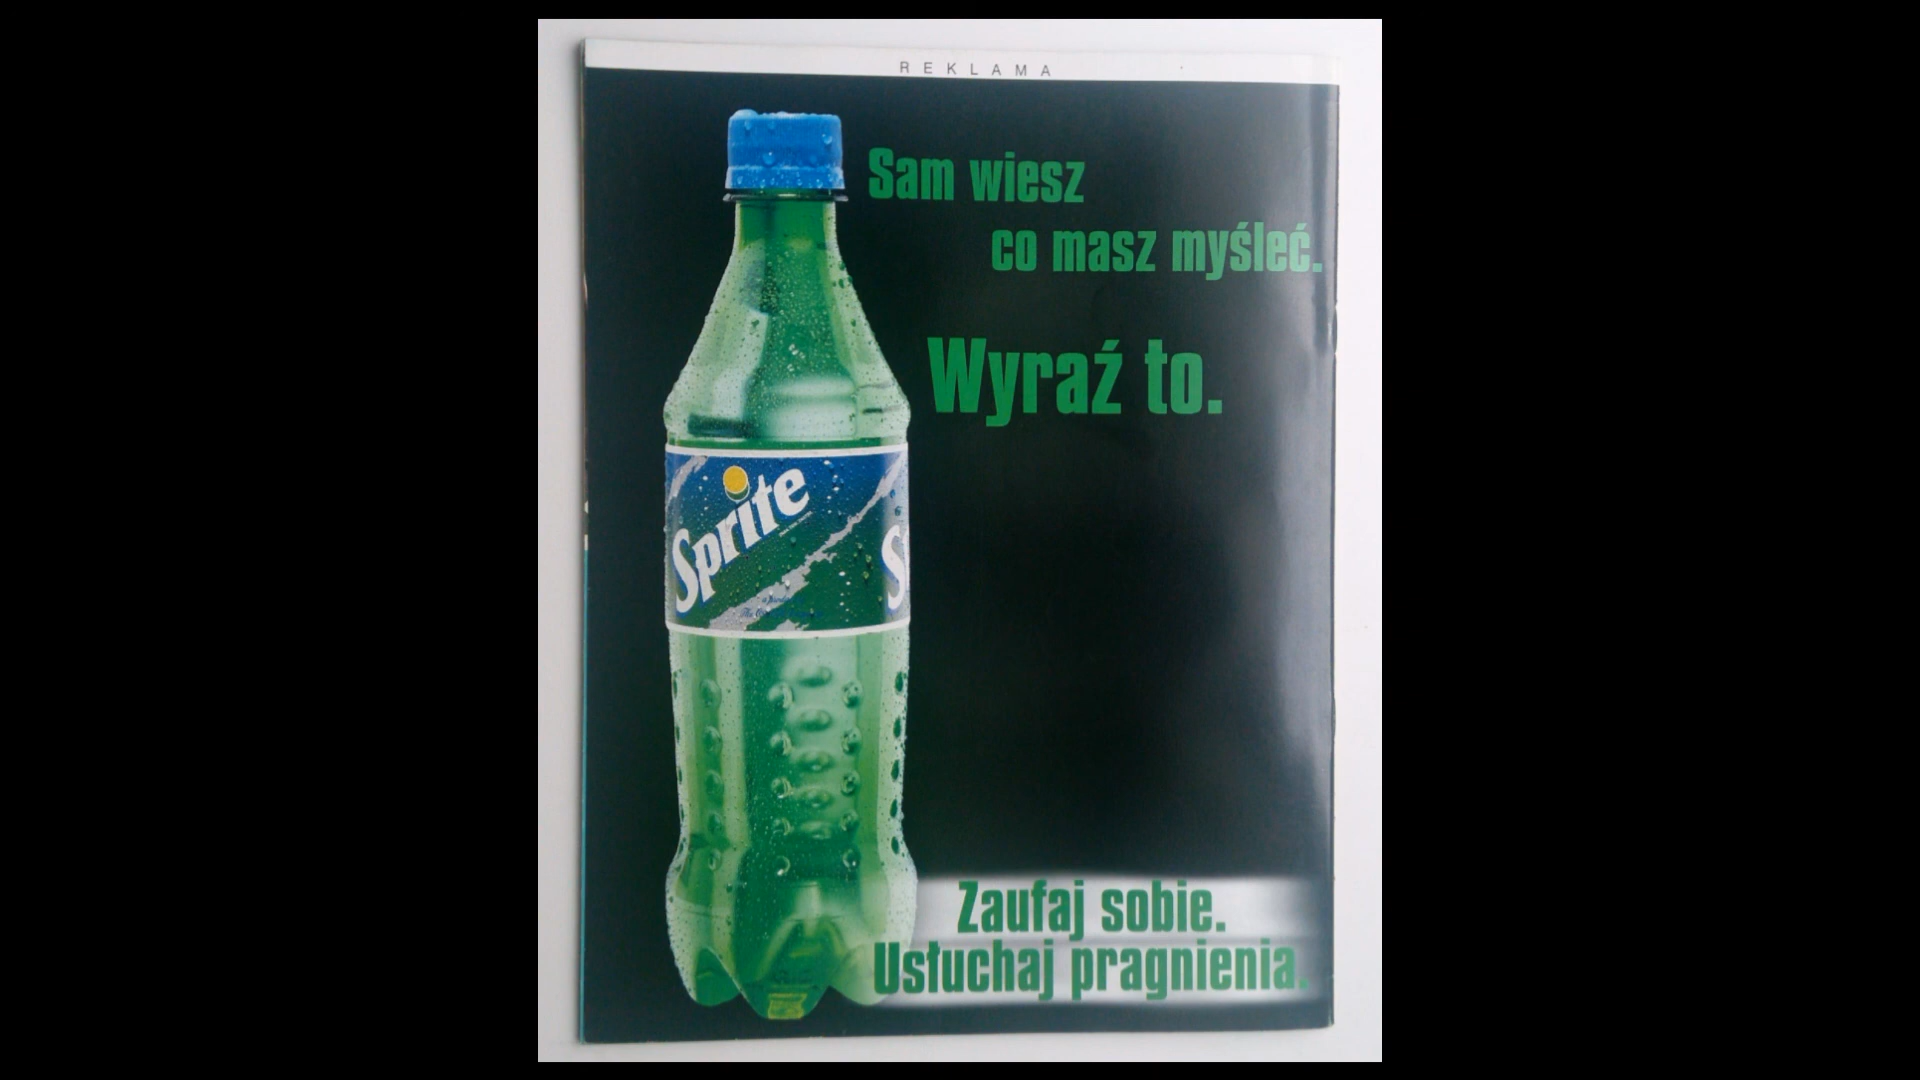 REKLAMA
Sam wiesz
co masz myśleć.
Wyraź to.
Sprite
S
Zaufaj sobie.
Usłuchaj pragnienia.